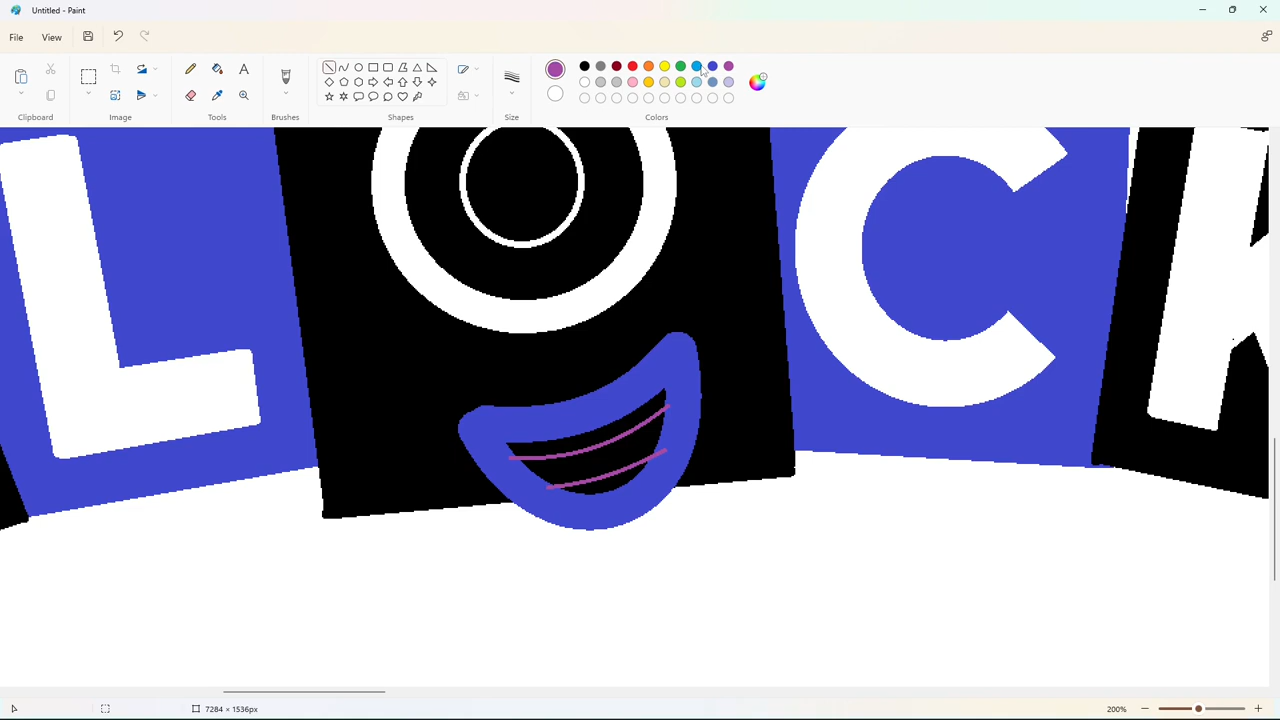 Untitled - Paint
File View
Clipboard Image Tools Brushes Shapes Size Colors
L O C K
7284 × 1536px 200%